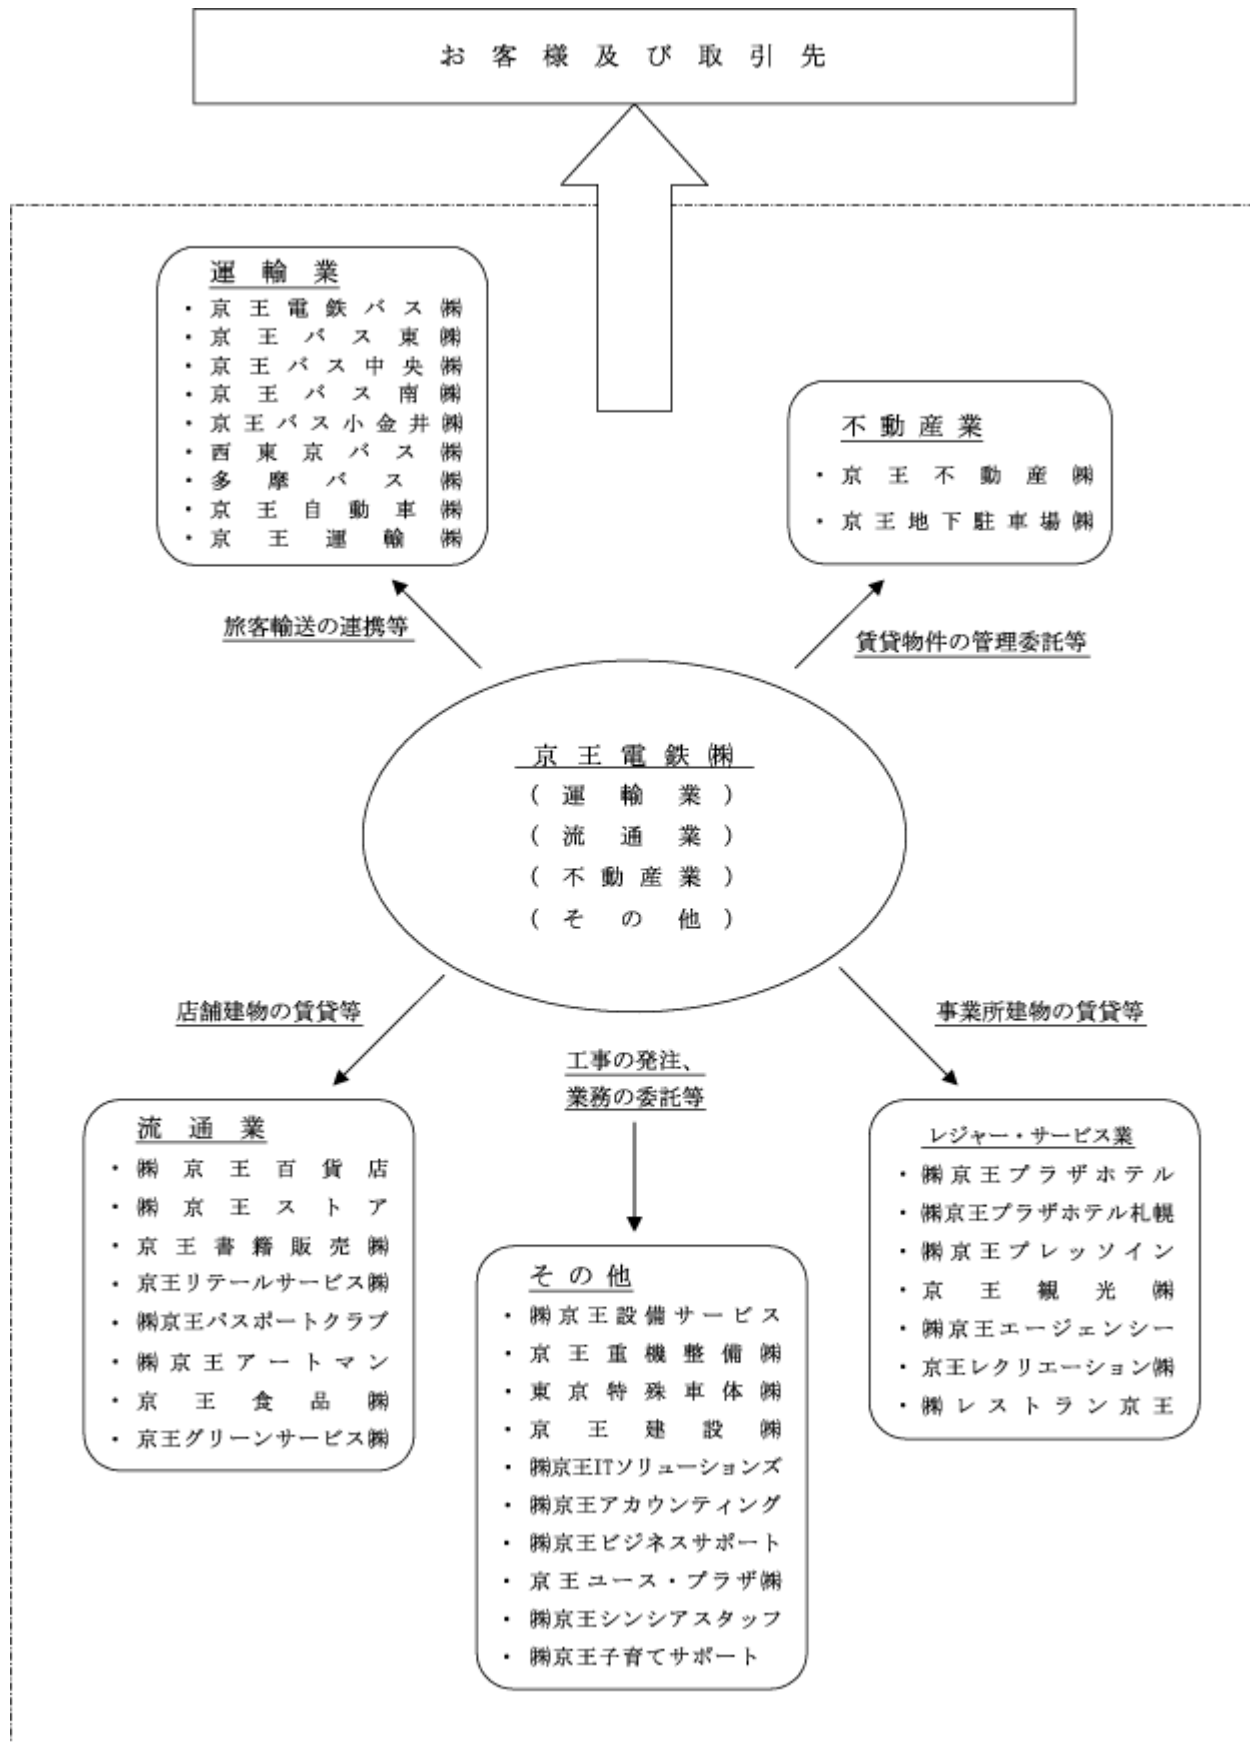 お客様及び取引先
運輸業
・京王電鉄バス㈱
・京王バス東㈱
・京王バス中央㈱
・京王バス南㈱
・京王バス小金井㈱
・西東京バス㈱
・多摩バス㈱
・京王自動車㈱
・京王運輸㈱
不動産業
・京王不動産㈱
・京王地下駐車場㈱
旅客輸送の連携等
賃貸物件の管理委託等
京王電鉄㈱
(運輸業)
(流通業)
(不動産業)
(その他)
店舗建物の賃貸等
工事の発注、
業務の委託等
事業所建物の賃貸等
流通業
・㈱京王百貨店
・㈱京王ストア
・京王書籍販売㈱
・京王リテールサービス㈱
・㈱京王パスポートクラブ
・㈱京王アートマン
・京王食品㈱
・京王グリーンサービス㈱
その他
・㈱京王設備サービス
・京王重機整備㈱
・東京特殊車体㈱
・京王建設㈱
・㈱京王ITソリューションズ
・㈱京王アカウンティング
・㈱京王ビジネスサポート
・京王ユース・プラザ㈱
・㈱京王シンシアスタッフ
・㈱京王子育てサポート
レジャー・サービス業
・㈱京王プラザホテル
・㈱京王プラザホテル札幌
・㈱京王プレッソイン
・京王観光㈱
・㈱京王エージェンシー
・京王レクリエーション㈱
・㈱レストラン京王